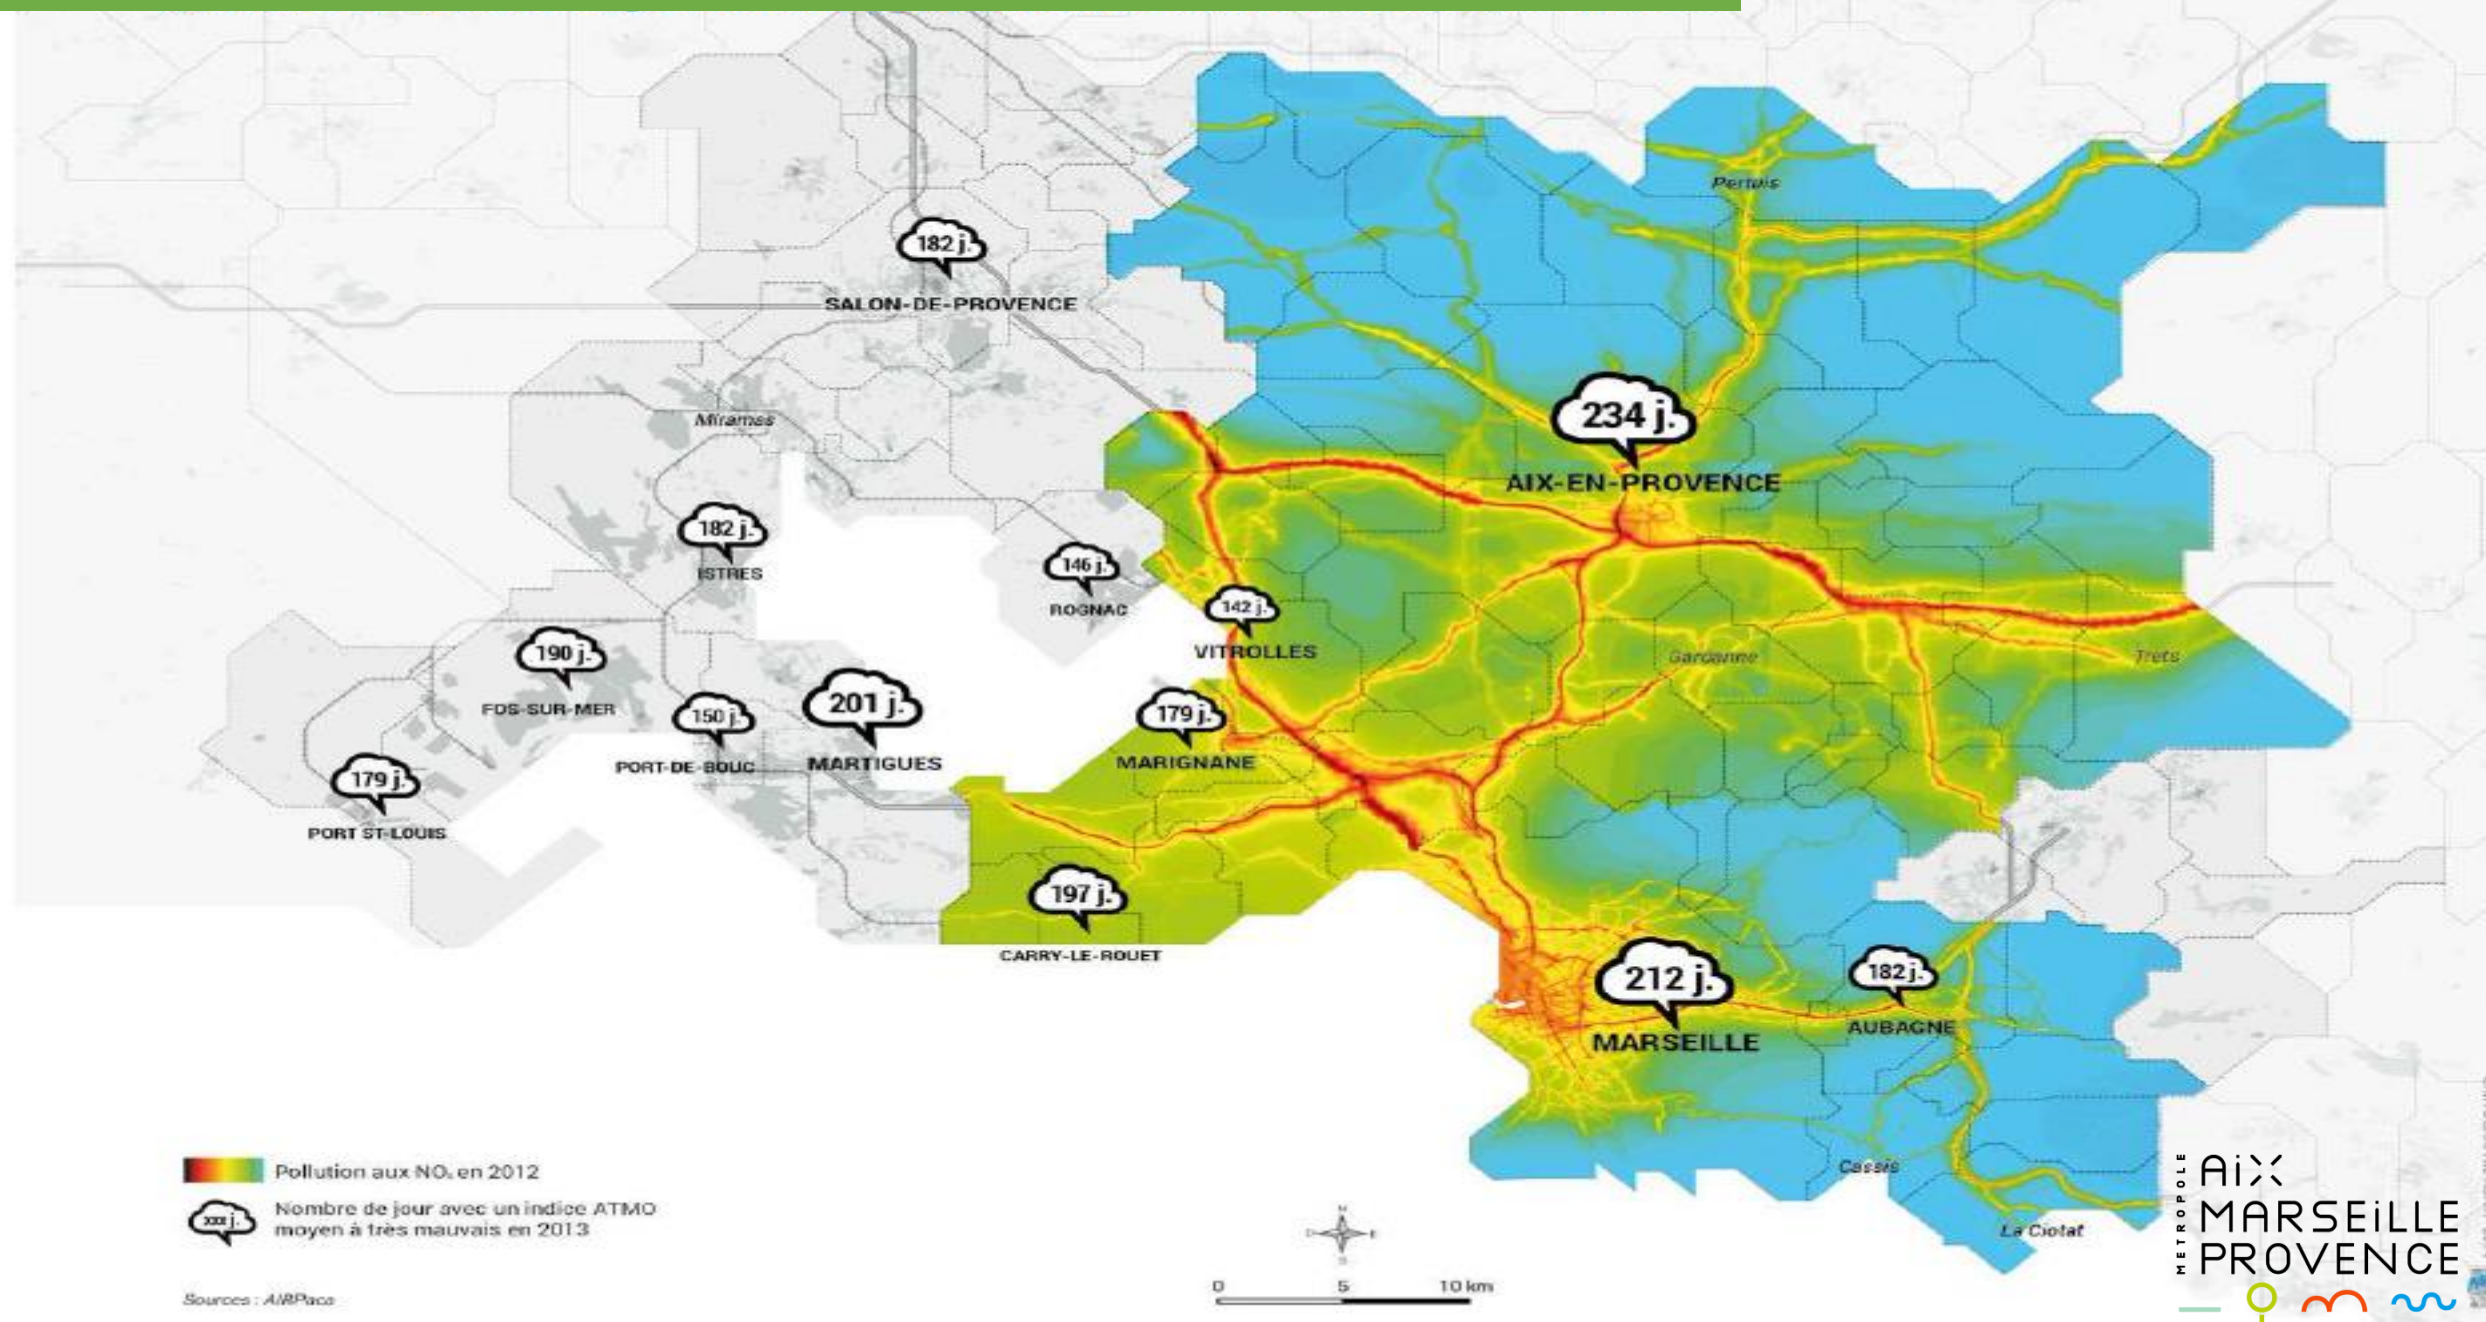 Pertuis
182 j.
SALON-DE-PROVENCE
234 j.
AIX-EN-PROVENCE
Miramas
182 j.
ISTRES
146 j.
ROGNAC
142 j.
VITROLLES
190 j.
FOS-SUR-MER
150 j.
PORT-DE-BOUC
201 j.
MARTIGUES
179 j.
MARIGNANE
Gardanne
Trets
179 j.
PORT ST-LOUIS
197 j.
CARRY-LE-ROUET
212 j.
MARSEILLE
182 j.
AUBAGNE
Cassis
La Ciotat
Pollution aux NO₂ en 2012
xxx j.
Nombre de jour avec un indice ATMO
moyen à très mauvais en 2013
Sources : AIRPaca
N
E
S
0 5 10 km
METROPOLE
AiX
MARSEiLLE
PROVENCE